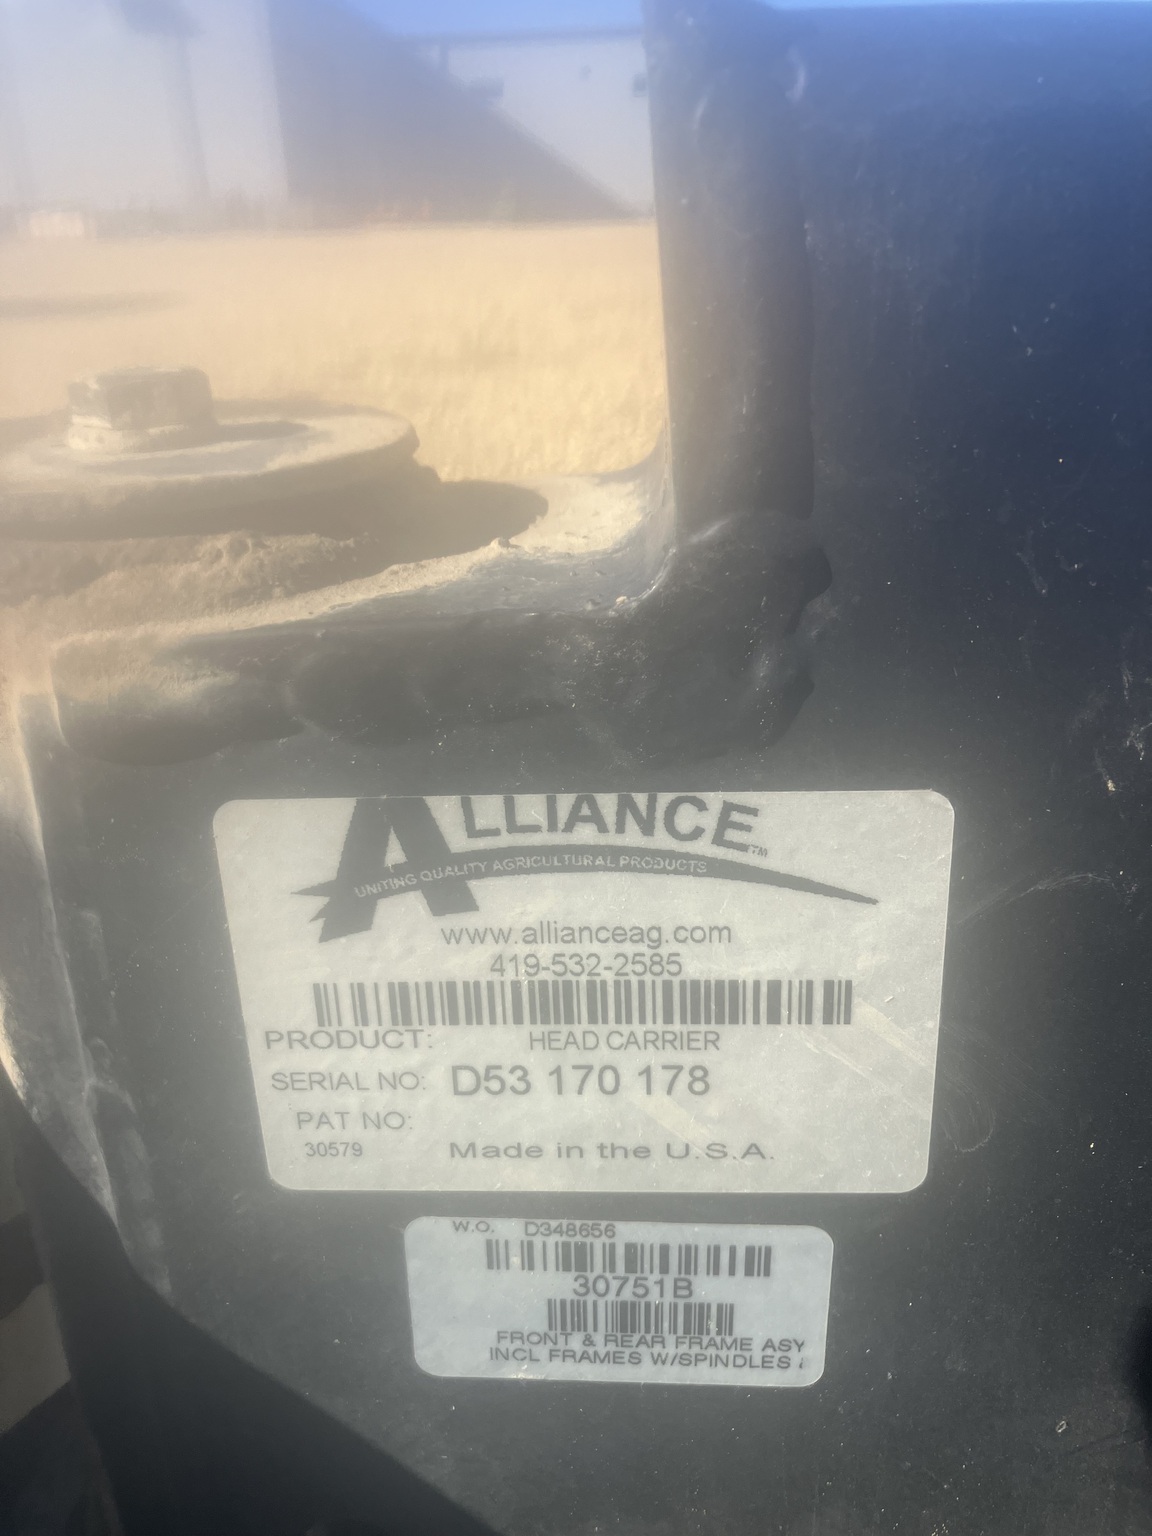 ALLIANCE™
UNITING QUALITY AGRICULTURAL PRODUCTS
www.allianceag.com
419-532-2585
PRODUCT: HEAD CARRIER
SERIAL NO: D53 170 178
PAT NO:
30579 Made in the U.S.A.
W.O. D348656
30751B
FRONT & REAR FRAME ASY
INCL FRAMES W/SPINDLES